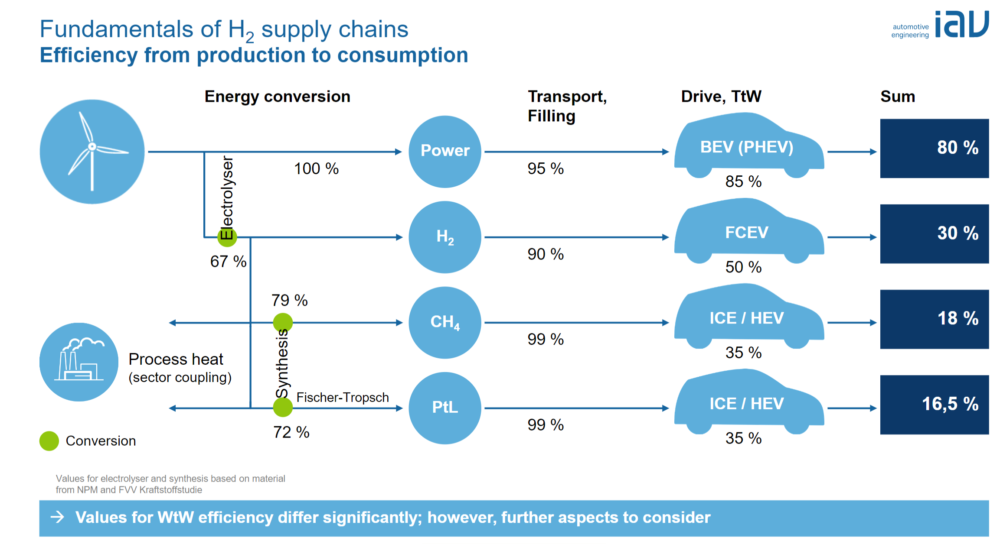 Fundamentals of H₂ supply chains
Efficiency from production to consumption
automotive
engineering
iav
Energy conversion
Transport,
Filling
Drive, TtW
Sum
Electrolyser
100 %
Power
95 %
BEV (PHEV)
85 %
80 %
67 %
H₂
90 %
FCEV
50 %
30 %
79 %
CH₄
99 %
ICE / HEV
35 %
18 %
Process heat
(sector coupling)
Synthesis
Fischer-Tropsch
72 %
PtL
99 %
ICE / HEV
35 %
16,5 %
Conversion
Values for electrolyser and synthesis based on material
from NPM and FVV Kraftstoffstudie
→ Values for WtW efficiency differ significantly; however, further aspects to consider